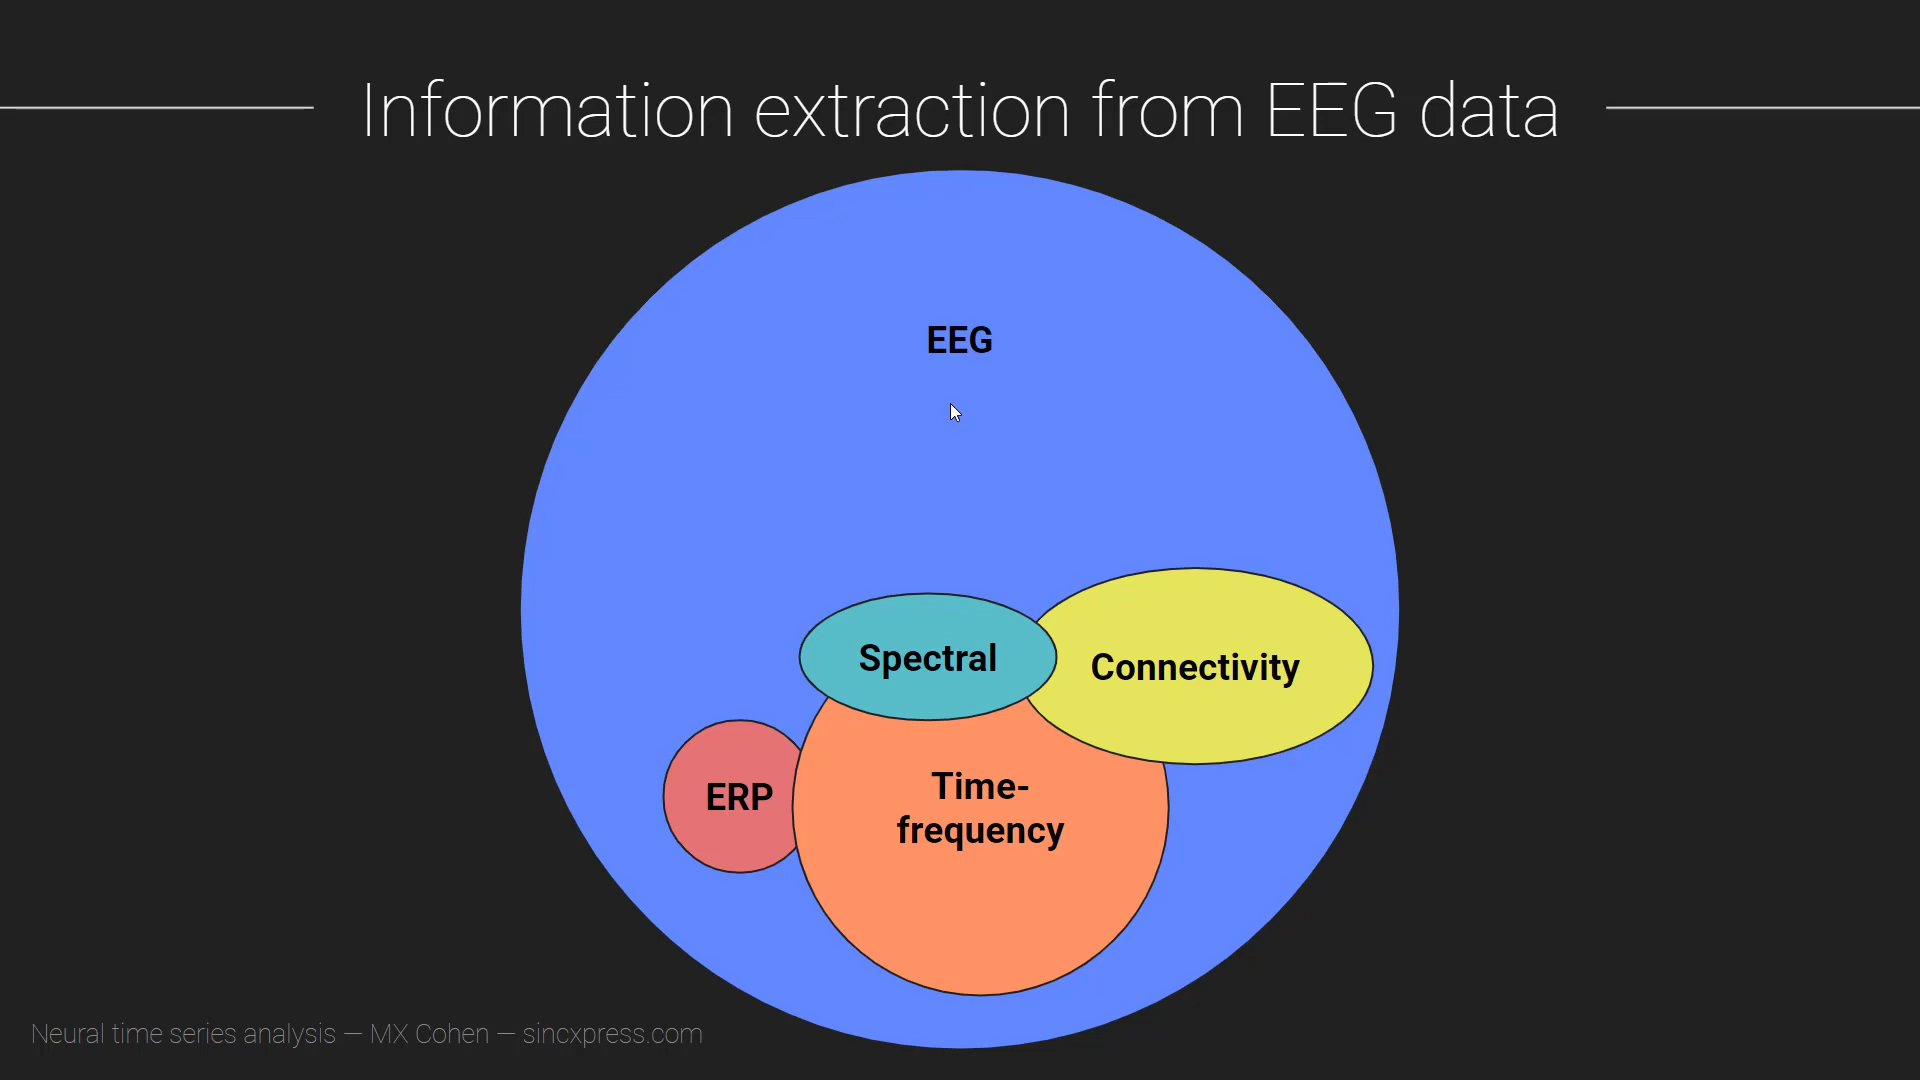 Information extraction from EEG data
EEG
Spectral
Connectivity
ERP
Time-
frequency
Neural time series analysis — MX Cohen — sincxpress.com